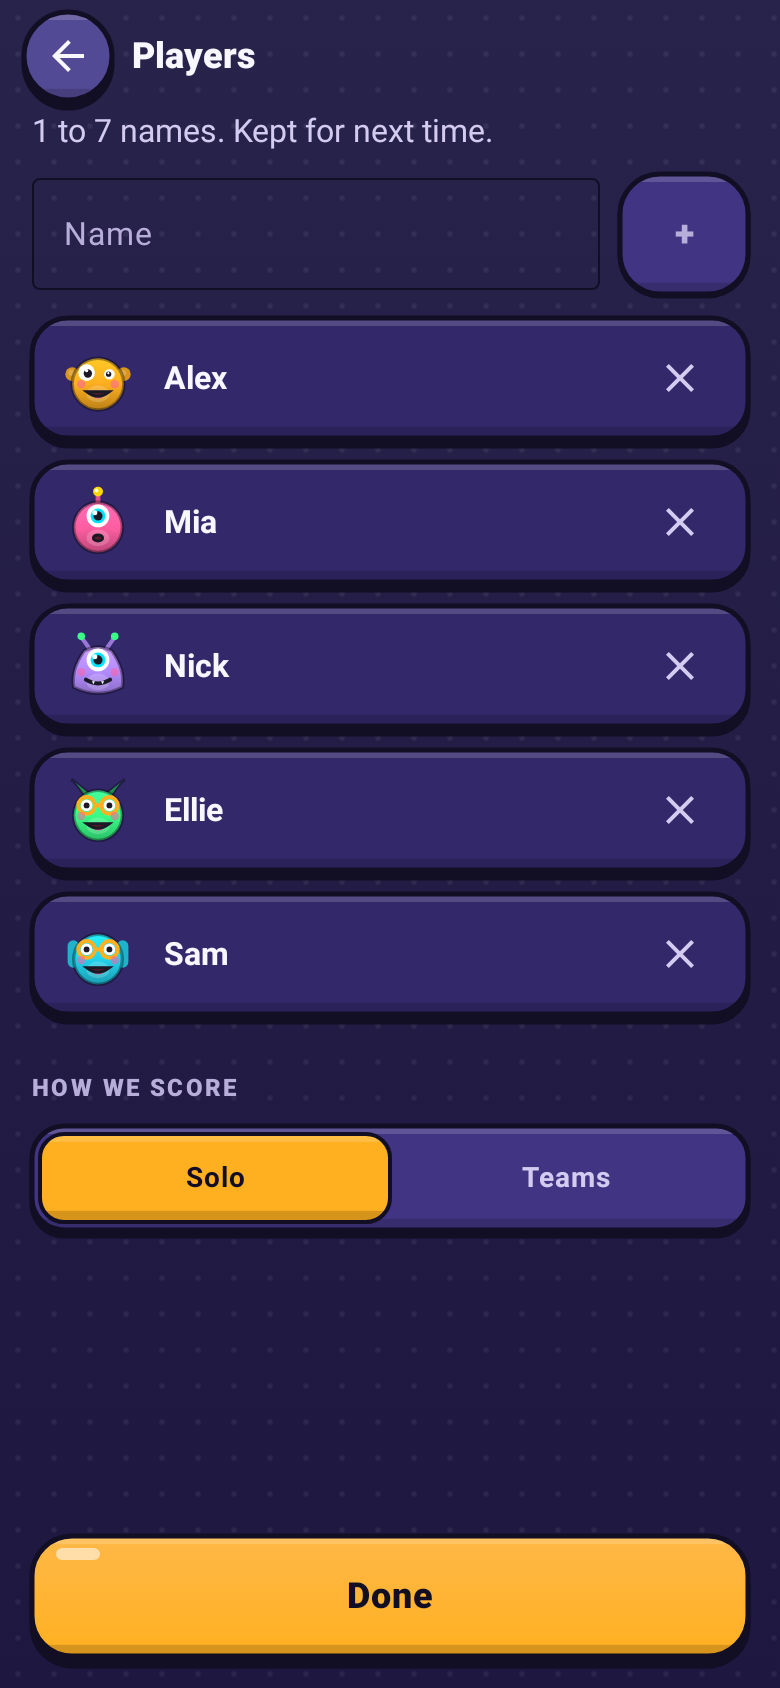 Players
1 to 7 names. Kept for next time.
Name
+
Alex
Mia
Nick
Ellie
Sam
HOW WE SCORE
Solo
Teams
Done